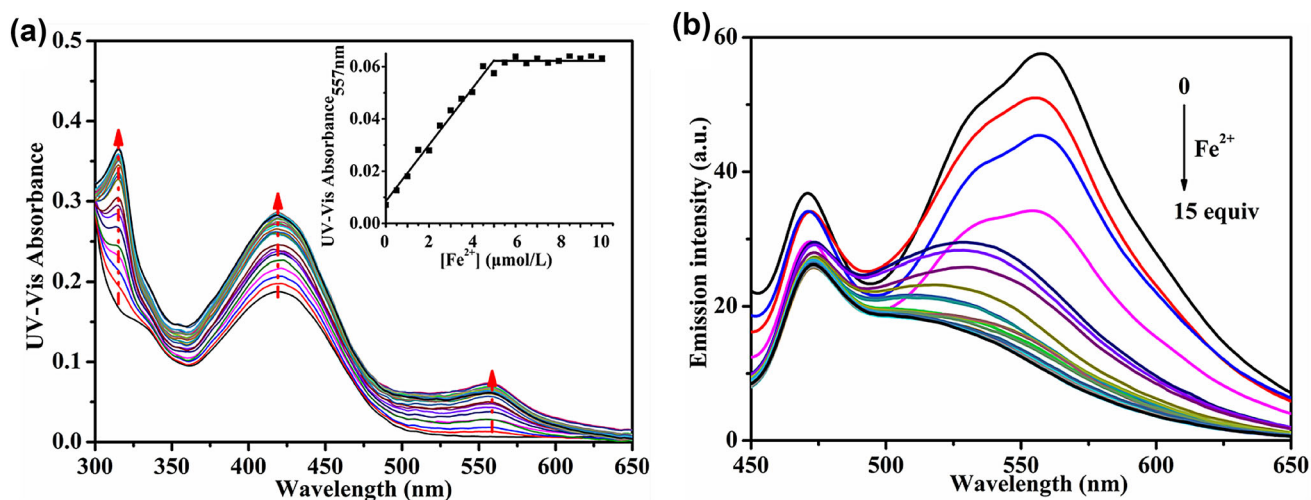 (a)
UV-Vis Absorbance
0.5
0.4
0.3
0.2
0.1
0.0
300 350 400 450 500 550 600 650
Wavelength (nm)
UV-Vis Absorbance557nm
0.06
0.04
0.02
0.00
0 2 4 6 8 10
[Fe2+] (μmol/L)
(b)
Emission intensity (a.u.)
60
40
20
0
450 500 550 600 650
Wavelength (nm)
0
Fe2+
15 equiv